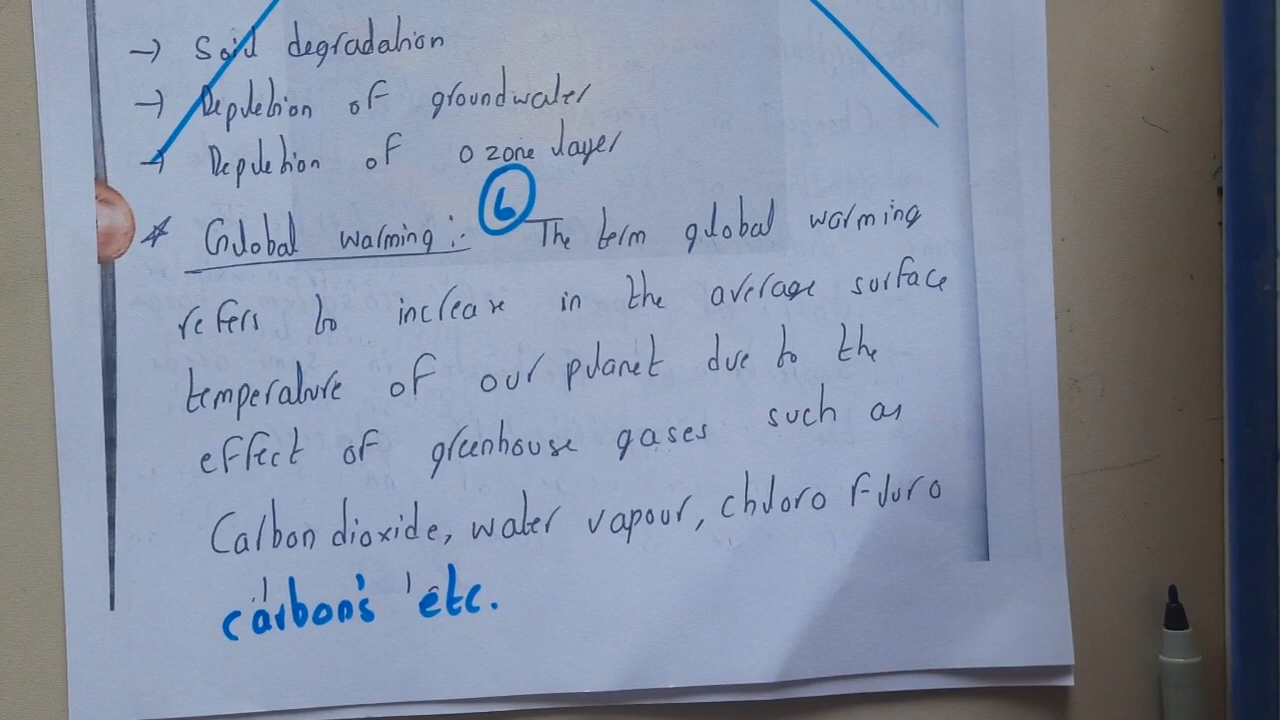 → Soil degradation
→ Depletion of groundwater
→ Depletion of ozone layer
* Global warming :- 6 The term global warming
refers to increase in the average surface
temperature of our planet due to the
effect of greenhouse gases such as
Carbon dioxide, water vapour, chloro fluro
carbon's etc.